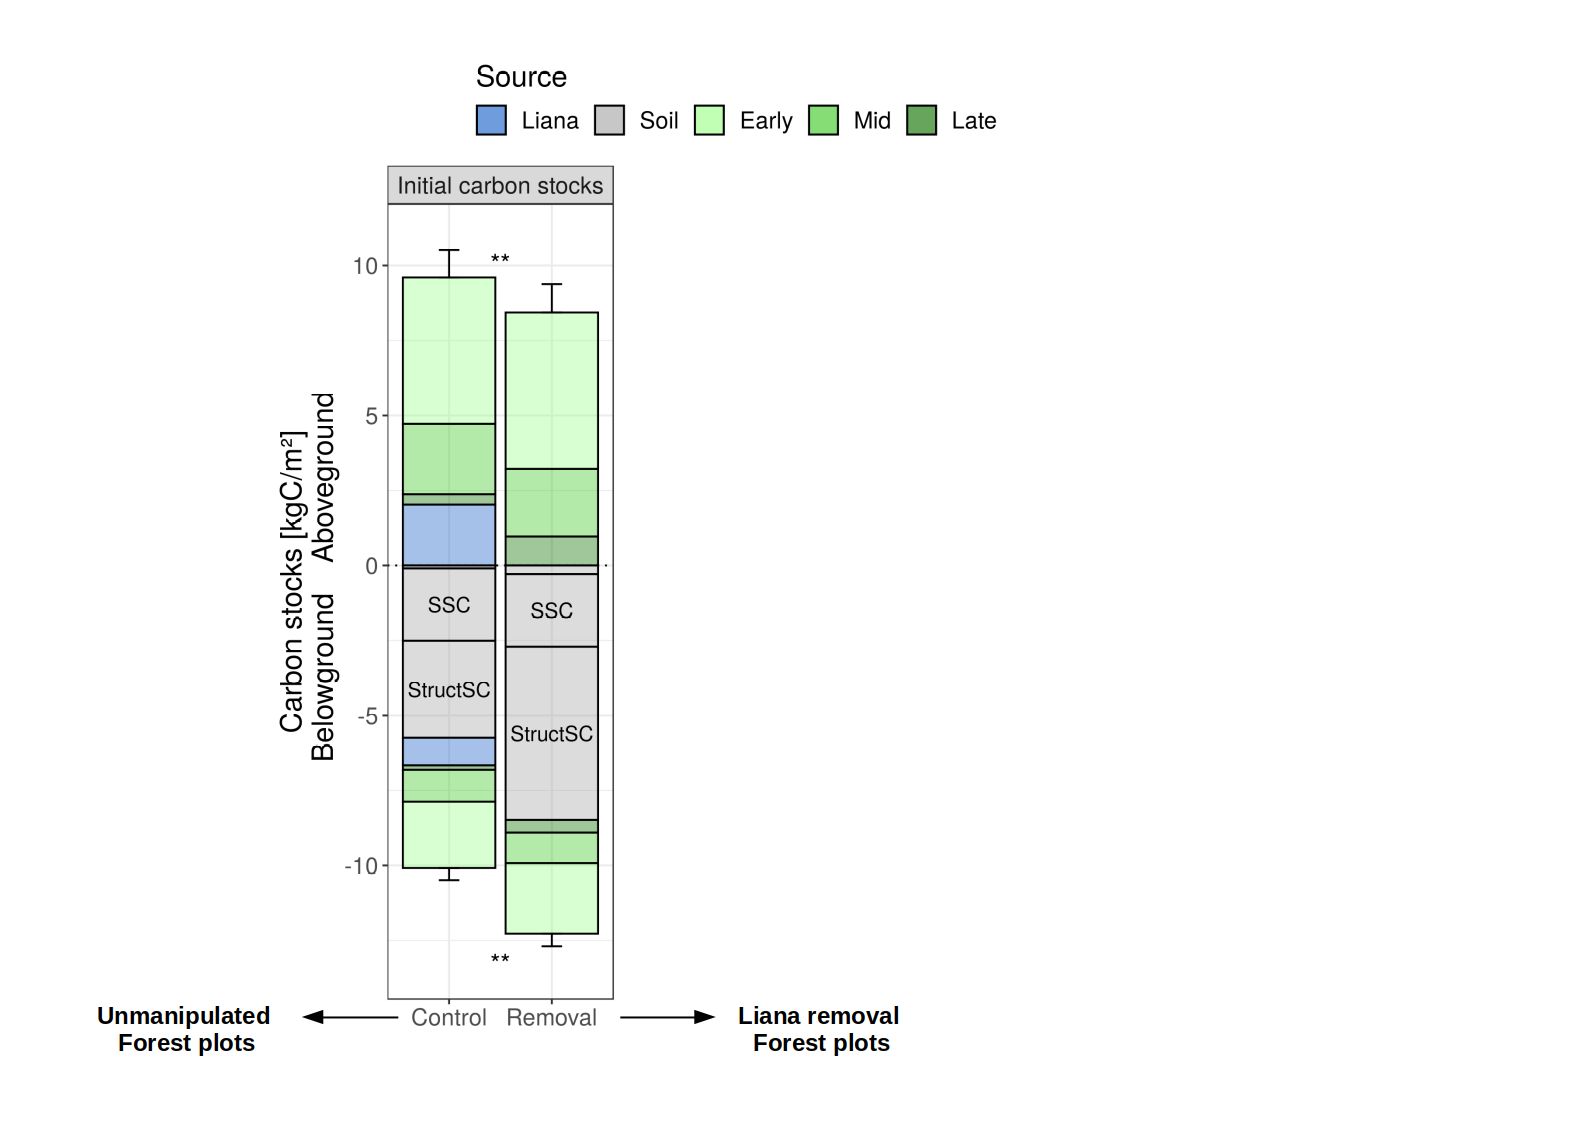 Source
Liana Soil Early Mid Late
Initial carbon stocks
10
5
0
-5
-10
Carbon stocks [kgC/m²]
Belowground Aboveground
**
SSC
StructSC
SSC
StructSC
**
Control Removal
Unmanipulated
Forest plots
Liana removal
Forest plots